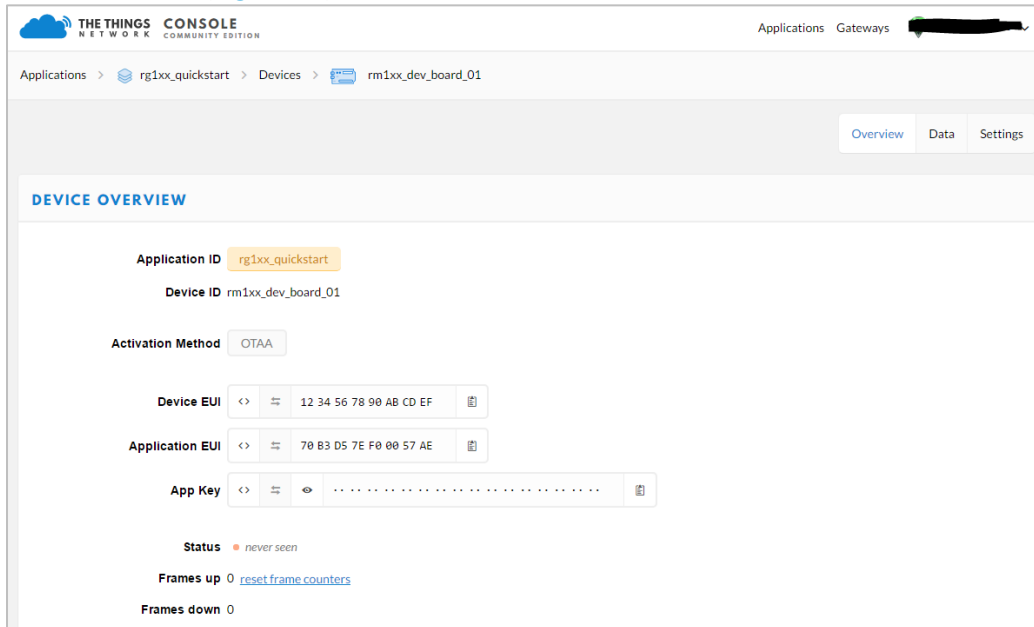 THE THINGS NETWORK CONSOLE COMMUNITY EDITION
Applications Gateways
Applications > rg1xx_quickstart > Devices > rm1xx_dev_board_01
Overview Data Settings
DEVICE OVERVIEW
Application ID rg1xx_quickstart
Device ID rm1xx_dev_board_01
Activation Method OTAA
Device EUI <> 12 34 56 78 90 AB CD EF
Application EUI <> 70 B3 D5 7E F0 00 57 AE
App Key <> .. .. .. .. .. .. .. .. .. .. .. .. .. .. .. ..
Status never seen
Frames up 0 reset frame counters
Frames down 0